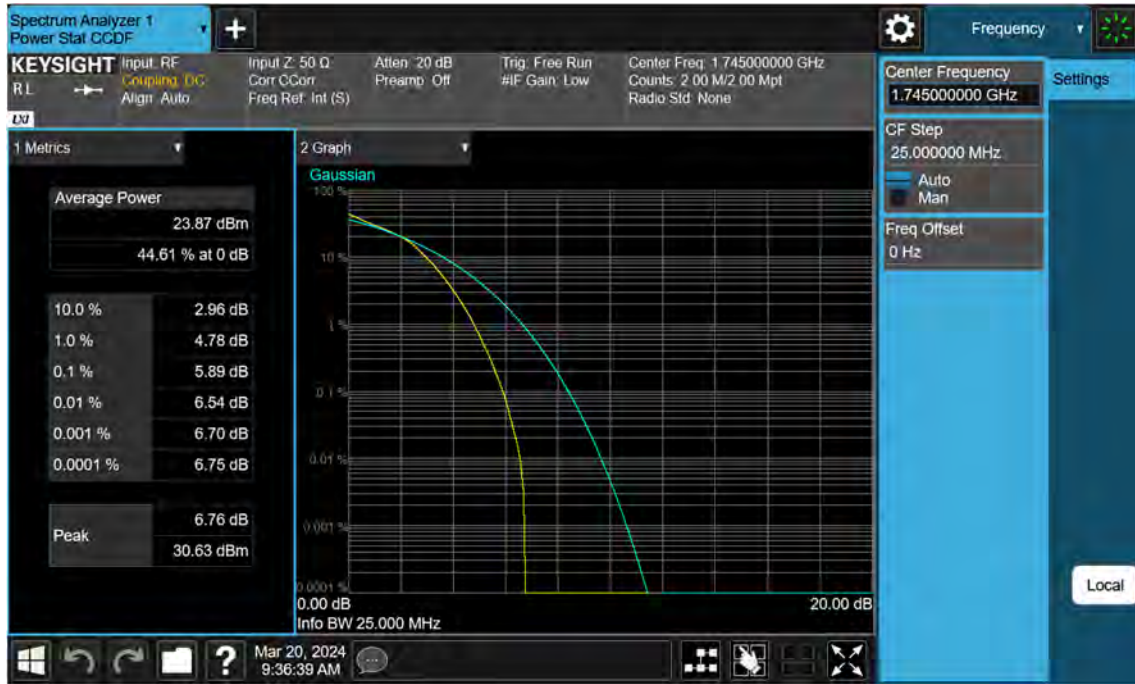 Spectrum Analyzer 1
Power Stat CCDF
Frequency
KEYSIGHT
RL
LXI
Input: RF
Coupling: DC
Align: Auto
Input Z: 50 Ω
Corr CCorr
Freq Ref: Int (S)
Atten: 20 dB
Preamp: Off
Trig: Free Run
#IF Gain: Low
Center Freq: 1.745000000 GHz
Counts: 2.00 M/2.00 Mpt
Radio Std: None
Center Frequency
1.745000000 GHz
Settings
CF Step
25.000000 MHz
Auto
Man
Freq Offset
0 Hz
1 Metrics
Average Power
23.87 dBm
44.61 % at 0 dB
10.0 % 2.96 dB
1.0 % 4.78 dB
0.1 % 5.89 dB
0.01 % 6.54 dB
0.001 % 6.70 dB
0.0001 % 6.75 dB
Peak
6.76 dB
30.63 dBm
2 Graph
Gaussian
100 %
10 %
1 %
0.1 %
0.01 %
0.001 %
0.0001 %
0.00 dB 20.00 dB
Info BW 25.000 MHz
Local
?
Mar 20, 2024
9:36:39 AM